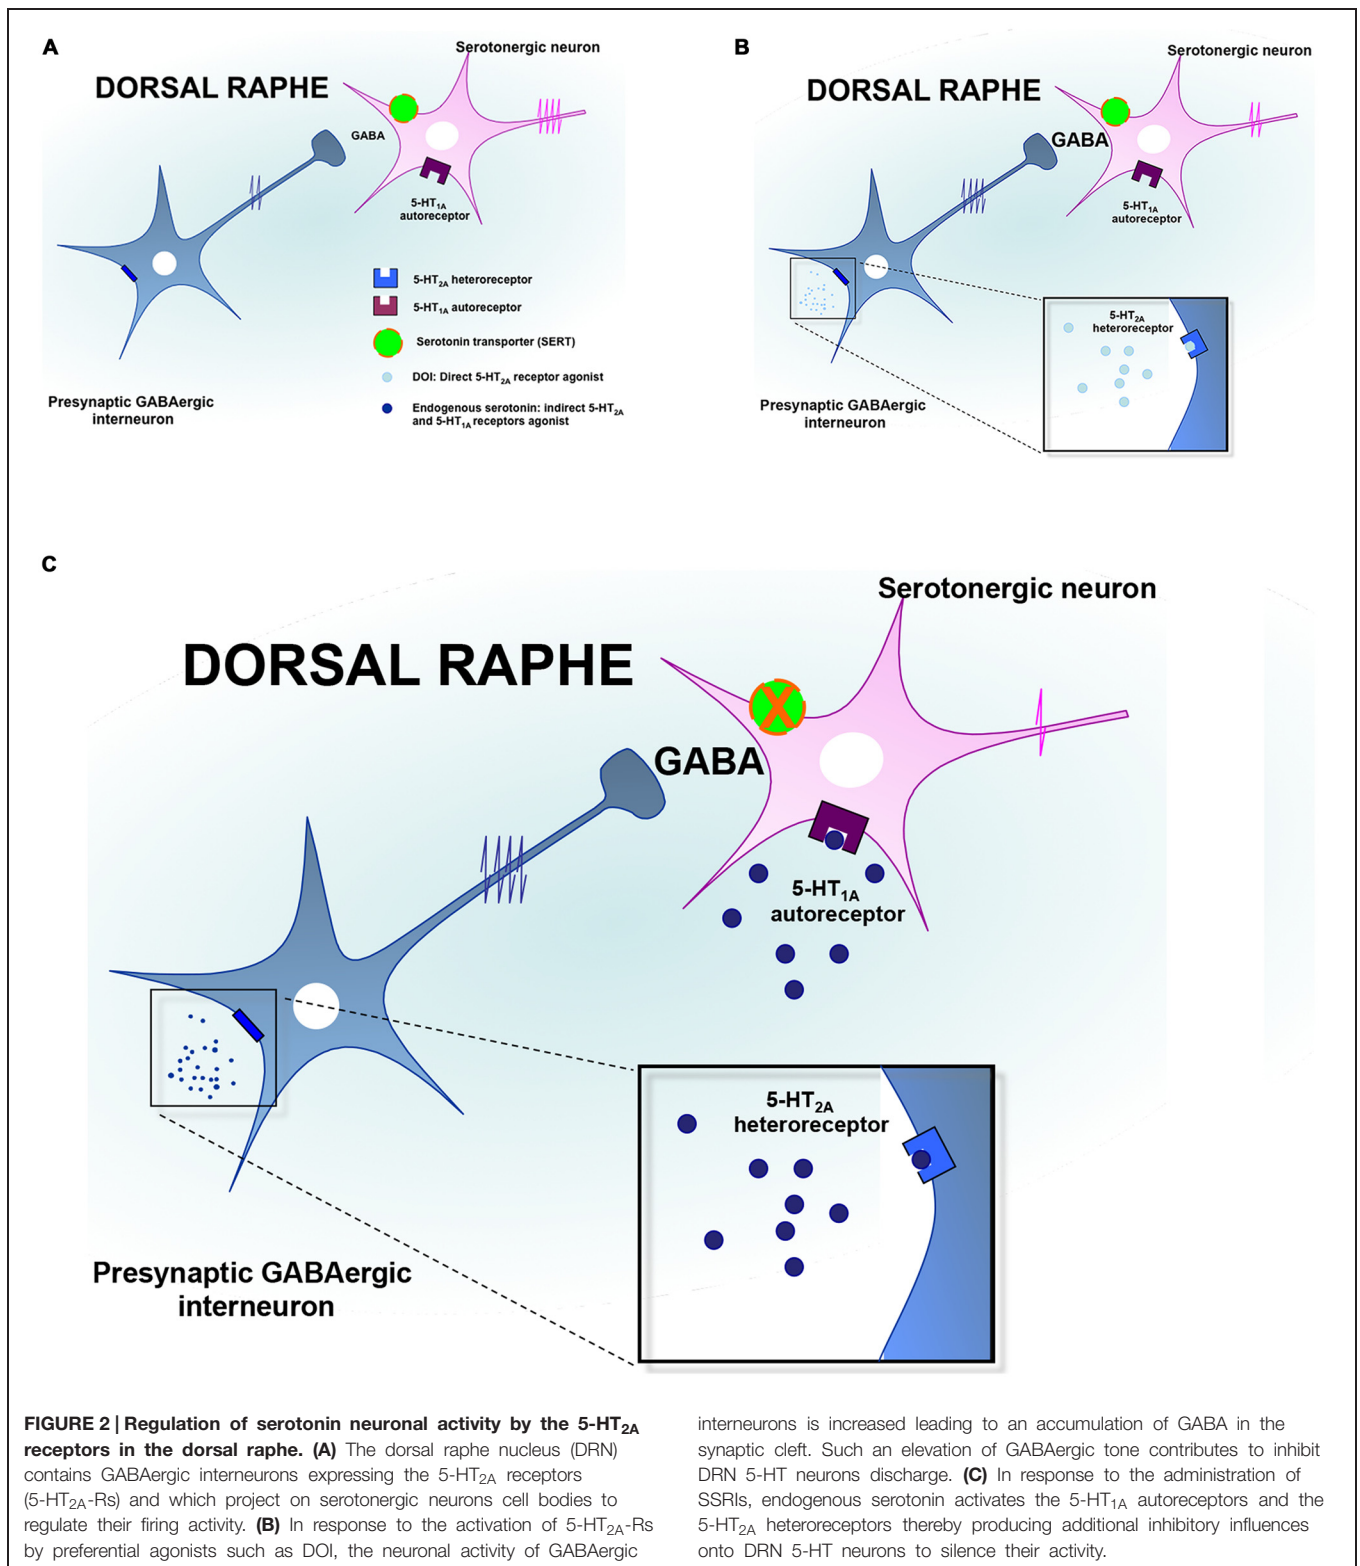 A
Serotonergic neuron
DORSAL RAPHE
GABA
5-HT1A
autoreceptor
5-HT2A heteroreceptor
5-HT1A autoreceptor
Serotonin transporter (SERT)
DOI: Direct 5-HT2A receptor agonist
Endogenous serotonin: indirect 5-HT2A
and 5-HT1A receptors agonist
Presynaptic GABAergic
interneuron
B
Serotonergic neuron
DORSAL RAPHE
GABA
5-HT1A
autoreceptor
5-HT2A
heteroreceptor
Presynaptic GABAergic
interneuron
C
Serotonergic neuron
DORSAL RAPHE
X
GABA
5-HT1A
autoreceptor
5-HT2A
heteroreceptor
Presynaptic GABAergic
interneuron
FIGURE 2 | Regulation of serotonin neuronal activity by the 5-HT2A
receptors in the dorsal raphe. (A) The dorsal raphe nucleus (DRN)
contains GABAergic interneurons expressing the 5-HT2A receptors
(5-HT2A-Rs) and which project on serotonergic neurons cell bodies to
regulate their firing activity. (B) In response to the activation of 5-HT2A-Rs
by preferential agonists such as DOI, the neuronal activity of GABAergic
interneurons is increased leading to an accumulation of GABA in the
synaptic cleft. Such an elevation of GABAergic tone contributes to inhibit
DRN 5-HT neurons discharge. (C) In response to the administration of
SSRIs, endogenous serotonin activates the 5-HT1A autoreceptors and the
5-HT2A heteroreceptors thereby producing additional inhibitory influences
onto DRN 5-HT neurons to silence their activity.